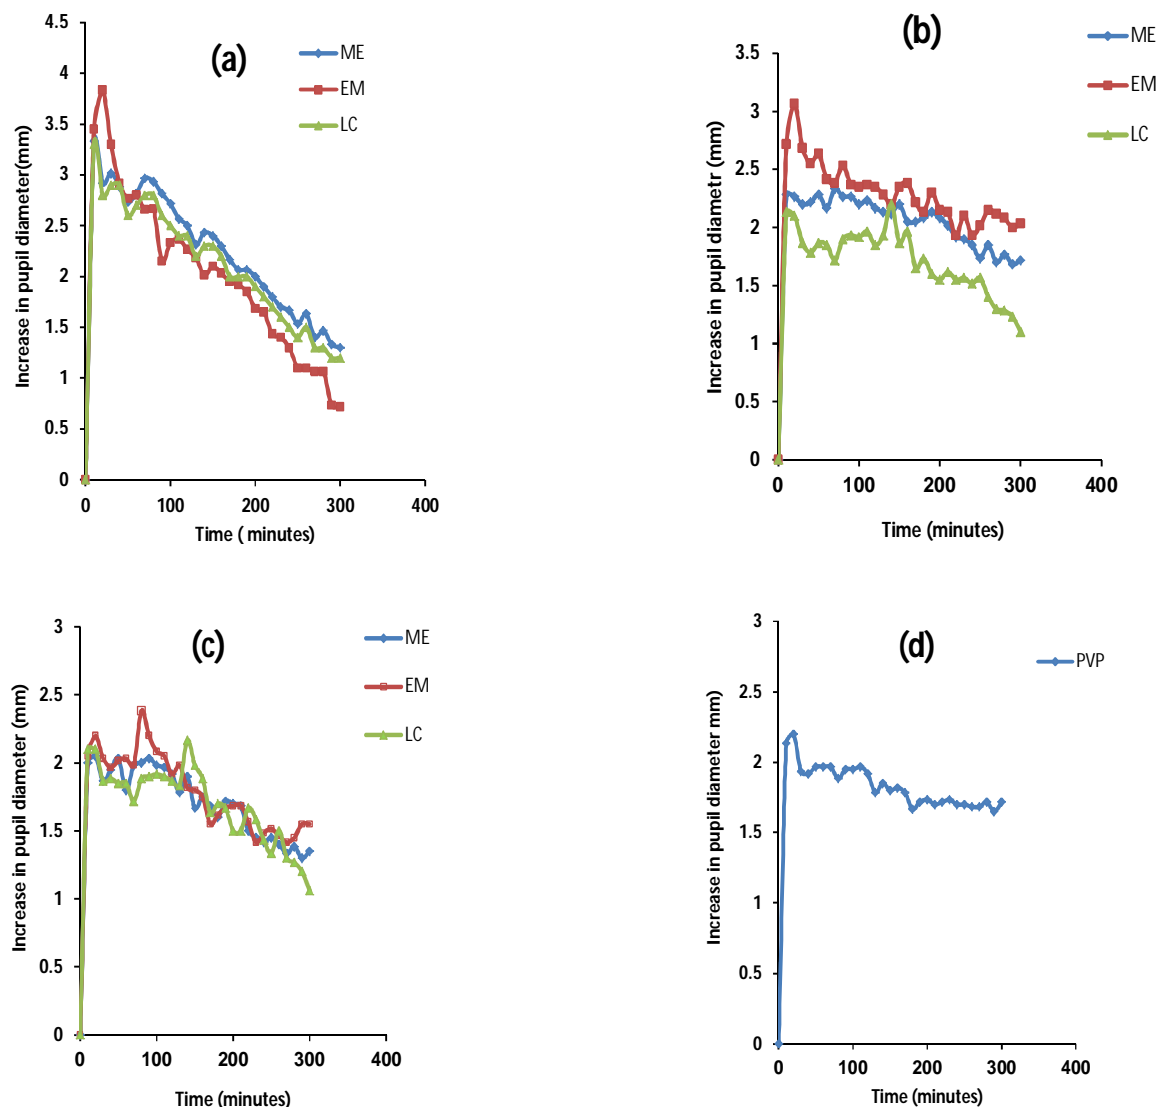 (a)
ME
EM
LC
Increase in pupil diameter(mm)
4.5
4
3.5
3
2.5
2
1.5
1
0.5
0
0 100 200 300 400
Time ( minutes)
(b)
ME
EM
LC
Increase in pupil diametr (mm)
3.5
3
2.5
2
1.5
1
0.5
0
0 100 200 300 400
Time (minutes)
(c)
ME
EM
LC
Increase in pupil diameter (mm)
3
2.5
2
1.5
1
0.5
0
0 100 200 300 400
Time (minutes)
(d)
PVP
Increase in pupil diameter mm)
3
2.5
2
1.5
1
0.5
0
0 100 200 300 400
Time (minutes)